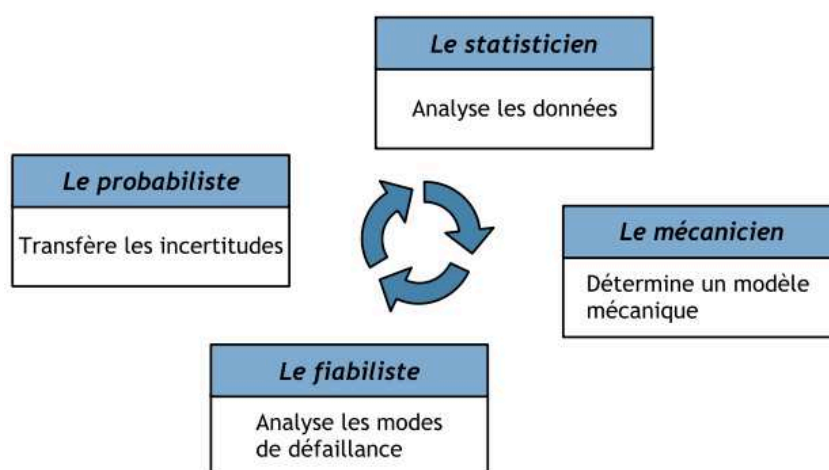 Le statisticien
Analyse les données
Le probabiliste
Transfère les incertitudes
Le mécanicien
Détermine un modèle
mécanique
Le fiabiliste
Analyse les modes
de défaillance